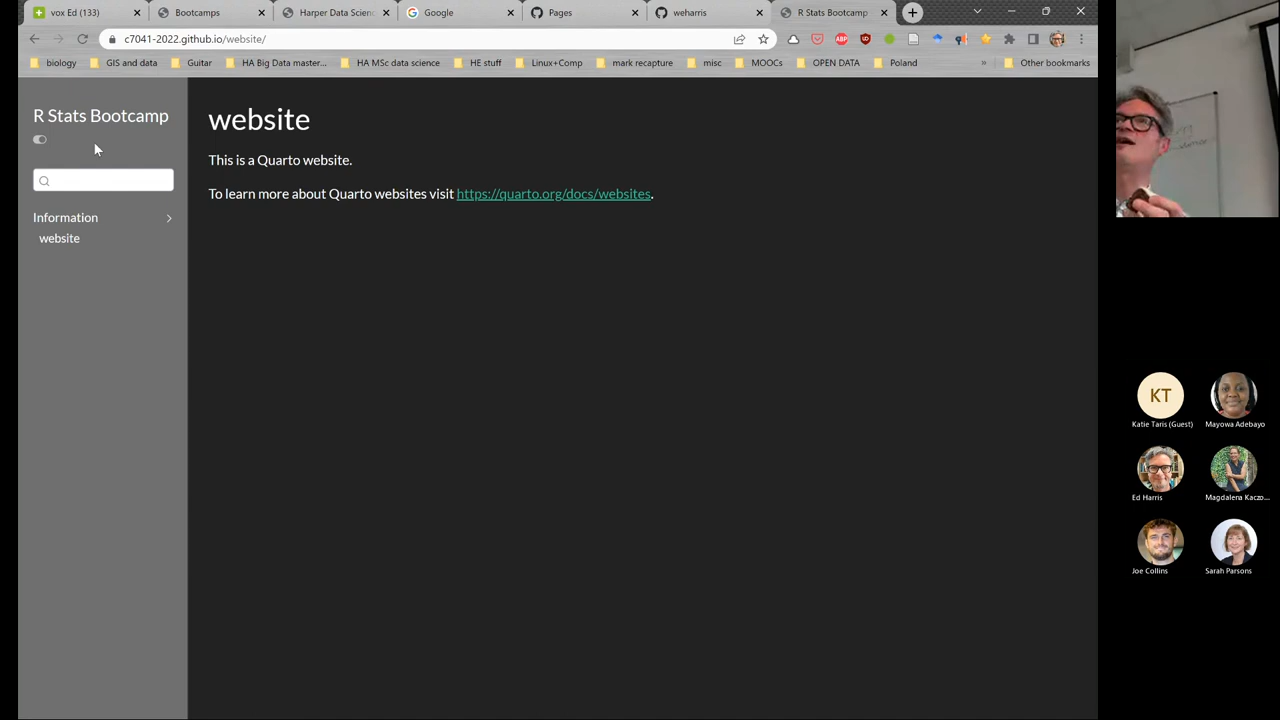 vox Ed (133)
Bootcamps
Harper Data Scienc
Google
Pages
weharris
R Stats Bootcamp
c7041-2022.github.io/website/
ABP
biology
GIS and data
Guitar
HA Big Data master...
HA MSc data science
HE stuff
Linux+Comp
mark recapture
misc
MOOCs
OPEN DATA
Poland
»
Other bookmarks
R Stats Bootcamp
Information
website
website
This is a Quarto website.
To learn more about Quarto websites visit https://quarto.org/docs/websites.
KT
Katie Taris (Guest)
Mayowa Adebayo
Ed Harris
Magdalena Kaczo...
Joe Collins
Sarah Parsons